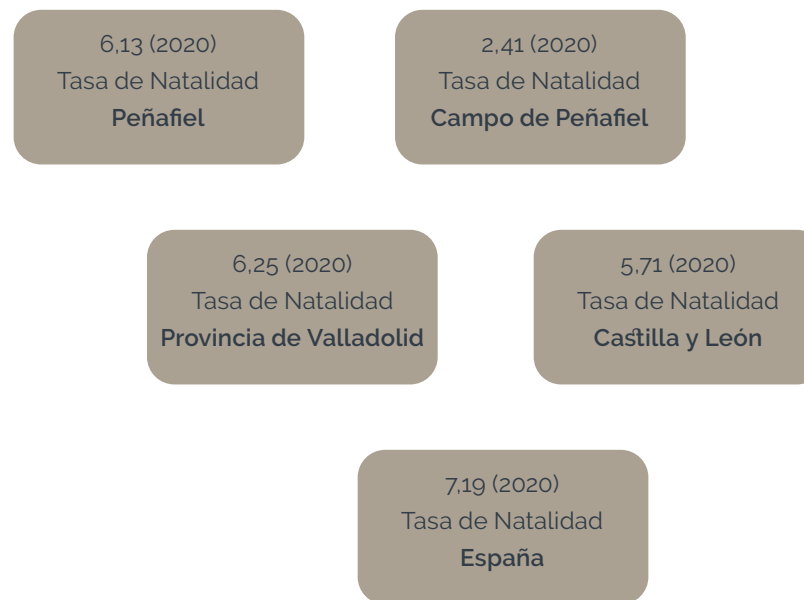 6,13 (2020)
Tasa de Natalidad
Peñafiel
2,41 (2020)
Tasa de Natalidad
Campo de Peñafiel
6,25 (2020)
Tasa de Natalidad
Provincia de Valladolid
5,71 (2020)
Tasa de Natalidad
Castilla y León
7,19 (2020)
Tasa de Natalidad
España